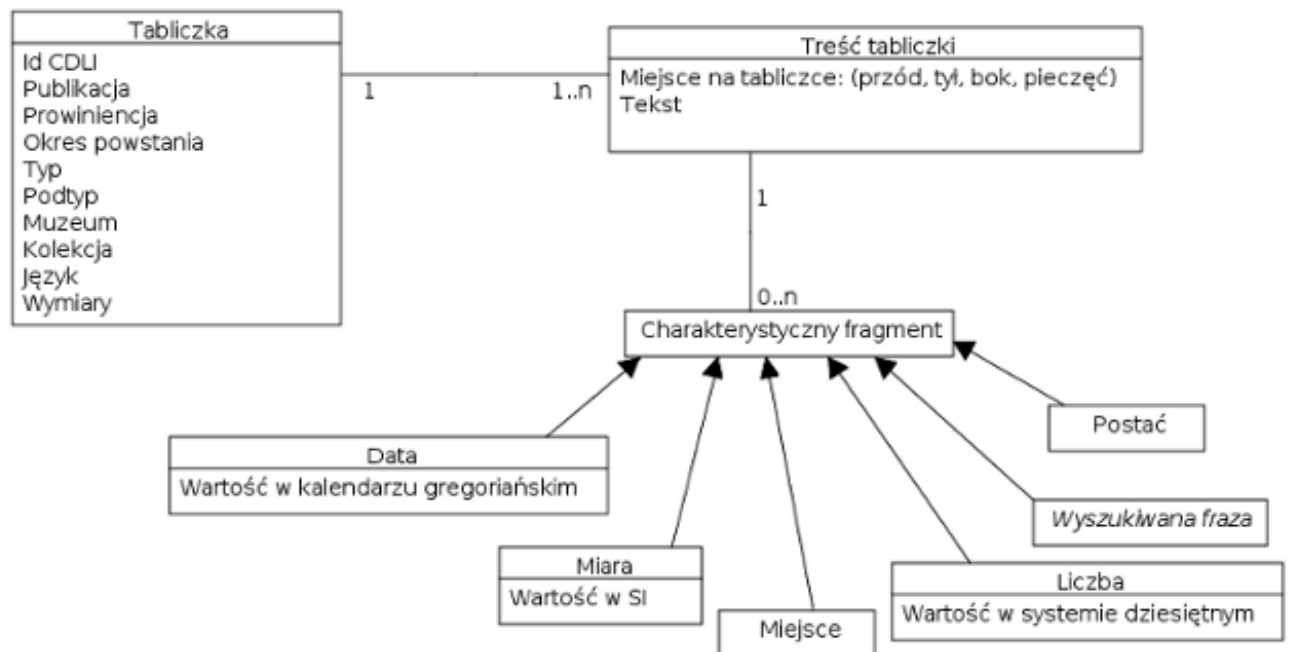 Tabliczka
Id CDLI
Publikacja
Prowiniencja
Okres powstania
Typ
Podtyp
Muzeum
Kolekcja
Język
Wymiary
1
1..n
Treść tabliczki
Miejsce na tabliczce: (przód, tył, bok, pieczęć)
Tekst
1
0..n
Charakterystyczny fragment
Data
Wartość w kalendarzu gregoriańskim
Miara
Wartość w SI
Miejsce
Liczba
Wartość w systemie dziesiętnym
Wyszukiwana fraza
Postać